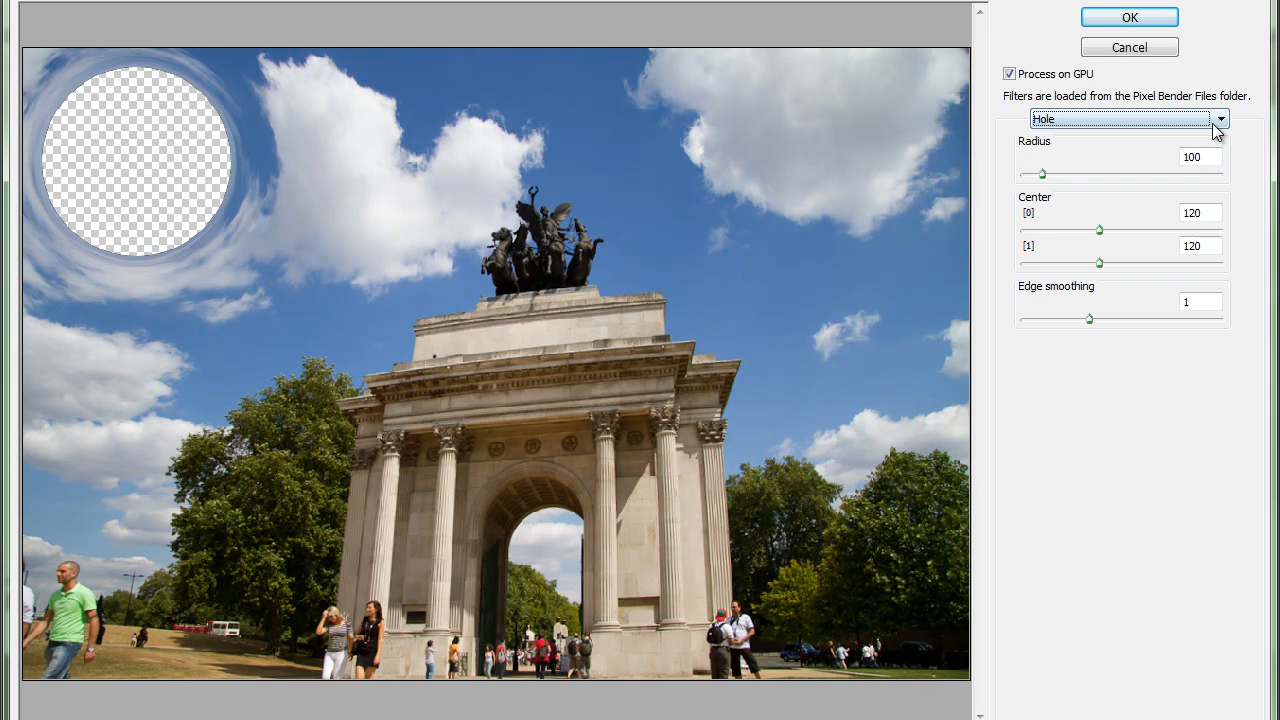 OK
Cancel
Process on GPU
Filters are loaded from the Pixel Bender Files folder.
Hole
Radius
100
Center
[0]
120
[1]
120
Edge smoothing
1